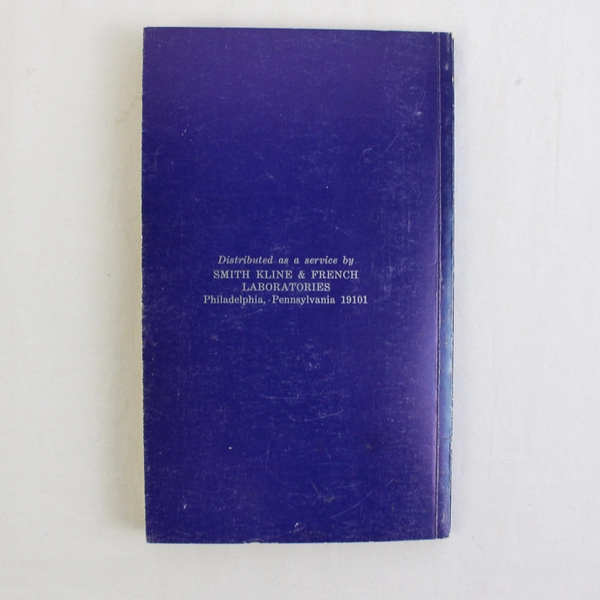 Distributed as a service by
SMITH KLINE & FRENCH
LABORATORIES
Philadelphia, Pennsylvania 19101